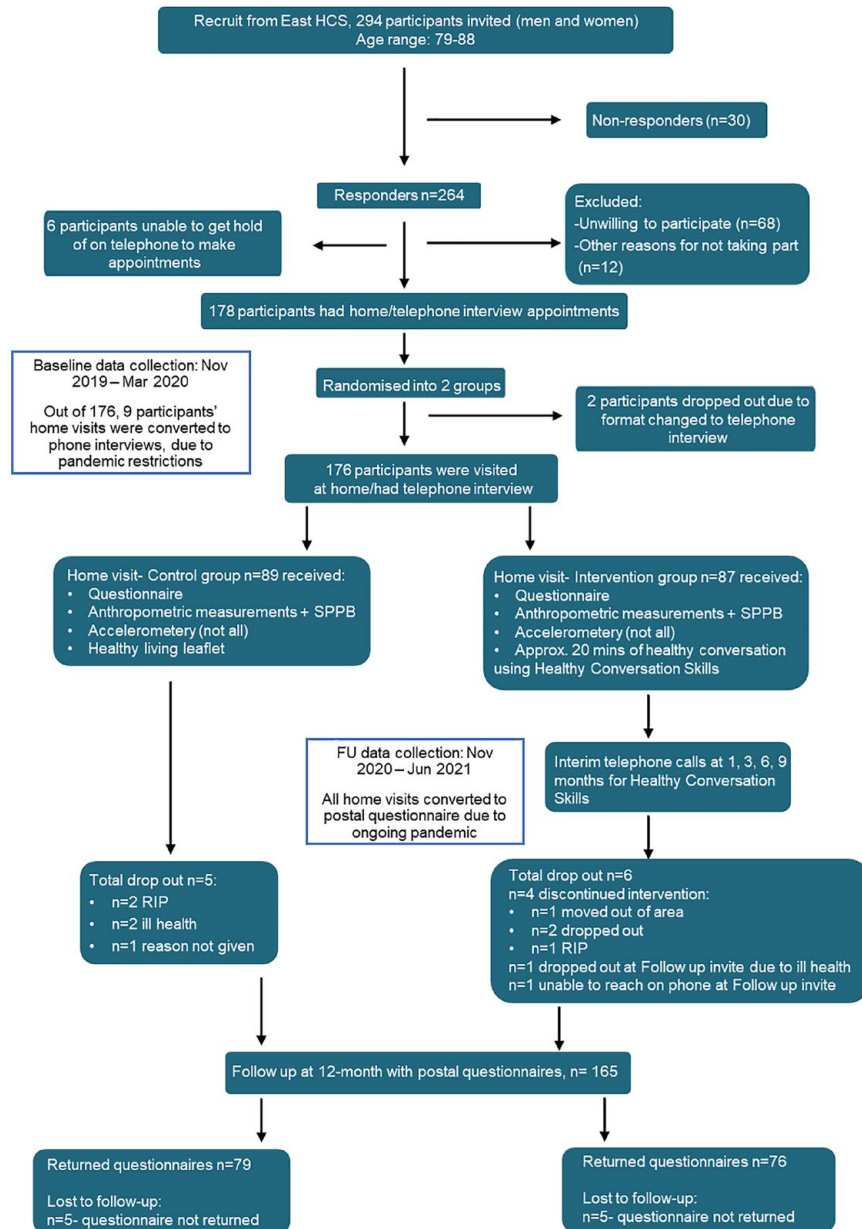 Recruit from East HCS, 294 participants invited (men and women)
Age range: 79-88
Non-responders (n=30)
Responders n=264
6 participants unable to get hold
of on telephone to make
appointments
Excluded:
-Unwilling to participate (n=68)
-Other reasons for not taking part
(n=12)
178 participants had home/telephone interview appointments
Baseline data collection: Nov
2019 – Mar 2020
Out of 176, 9 participants’
home visits were converted to
phone interviews, due to
pandemic restrictions
Randomised into 2 groups
2 participants dropped out due to
format changed to telephone
interview
176 participants were visited
at home/had telephone interview
Home visit- Control group n=89 received:
• Questionnaire
• Anthropometric measurements + SPPB
• Accelerometery (not all)
• Healthy living leaflet
Home visit- Intervention group n=87 received:
• Questionnaire
• Anthropometric measurements + SPPB
• Accelerometery (not all)
• Approx. 20 mins of healthy conversation
using Healthy Conversation Skills
FU data collection: Nov
2020 – Jun 2021
All home visits converted to
postal questionnaire due to
ongoing pandemic
Interim telephone calls at 1, 3, 6, 9
months for Healthy Conversation
Skills
Total drop out n=5:
• n=2 RIP
• n=2 ill health
• n=1 reason not given
Total drop out n=6
n=4 discontinued intervention:
• n=1 moved out of area
• n=2 dropped out
• n=1 RIP
n=1 dropped out at Follow up invite due to ill health
n=1 unable to reach on phone at Follow up invite
Follow up at 12-month with postal questionnaires, n= 165
Returned questionnaires n=79
Lost to follow-up:
n=5- questionnaire not returned
Returned questionnaires n=76
Lost to follow-up:
n=5- questionnaire not returned